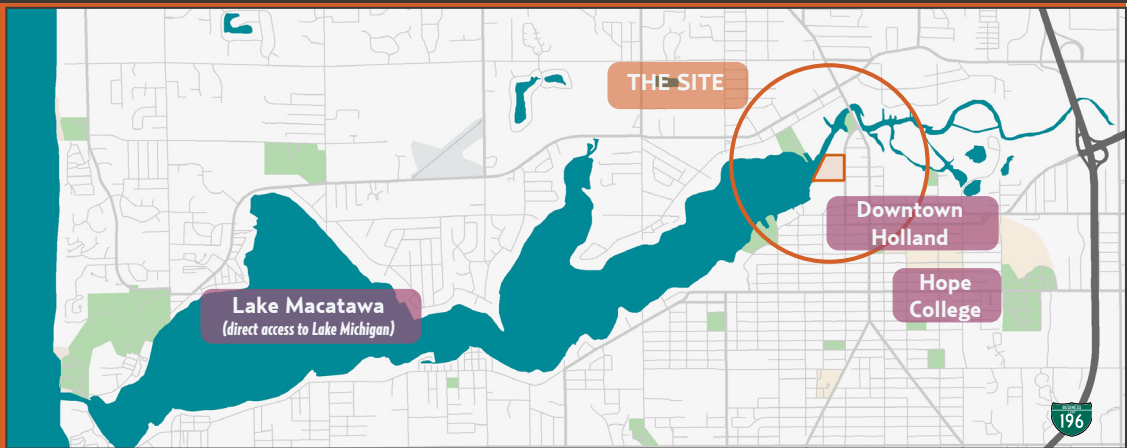 THE SITE
Downtown
Holland
Hope
College
Lake Macatawa
(direct access to Lake Michigan)
BUSINESS
196